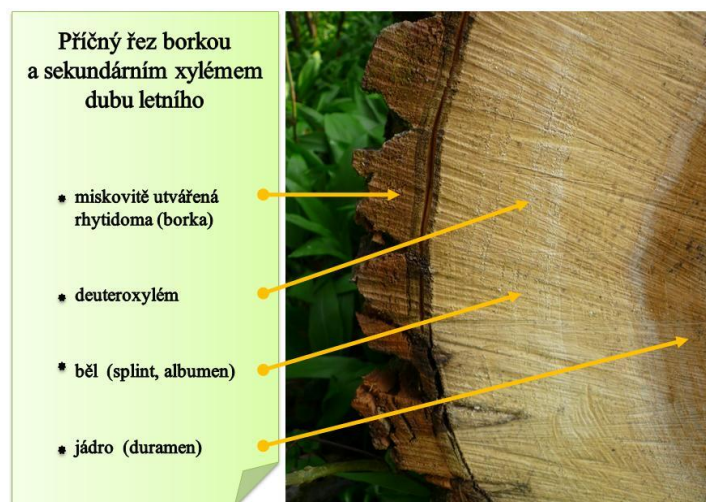 Příčný řez borkou
a sekundárním xylémem
dubu letního
• miskovitě utvářená
rhytidoma (borka)
• deuteroxylém
• běl (splint, albumen)
• jádro (duramen)